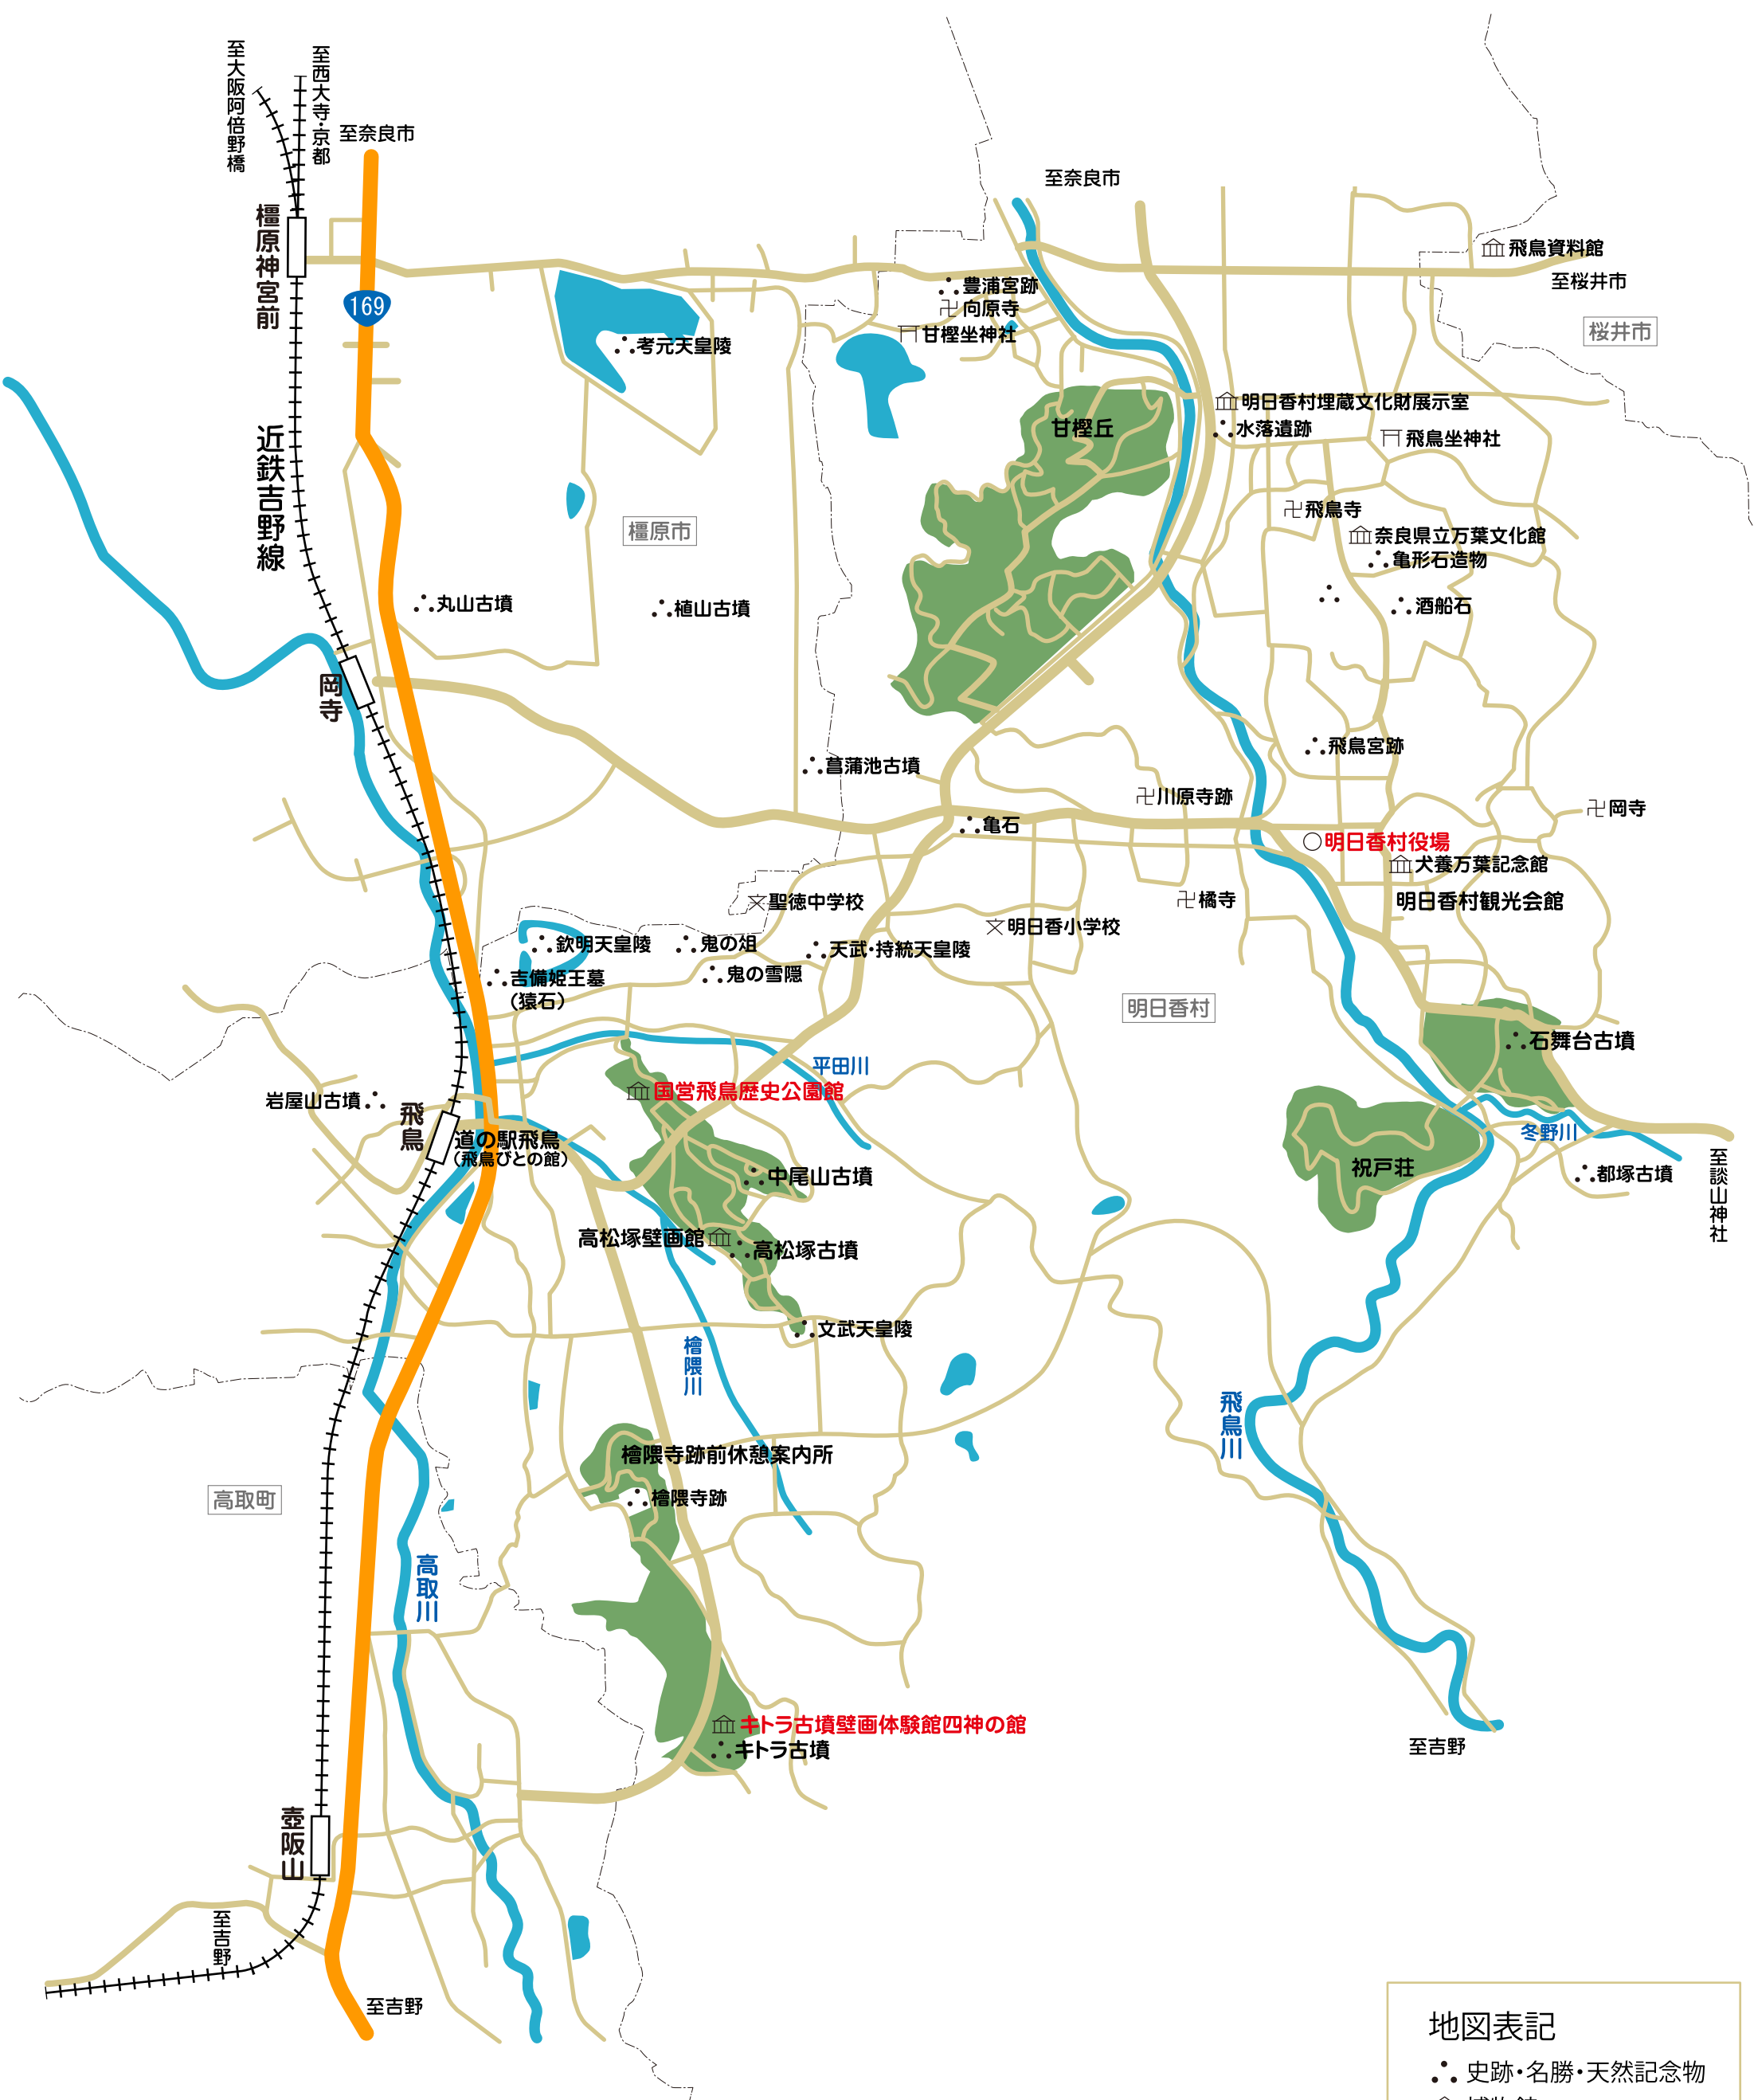 至大阪阿倍野橋
至西大寺・京都
至奈良市
橿原神宮前
169
近鉄吉野線
至奈良市
飛鳥資料館
至桜井市
桜井市
豊浦宮跡
向原寺
甘樫坐神社
考元天皇陵
甘樫丘
明日香村埋蔵文化財展示室
水落遺跡
飛鳥坐神社
飛鳥寺
橿原市
奈良県立万葉文化館
亀形石造物
酒船石
丸山古墳
植山古墳
岡寺
飛鳥宮跡
菖蒲池古墳
川原寺跡
岡寺
亀石
明日香村役場
犬養万葉記念館
明日香村観光会館
聖徳中学校
橘寺
明日香小学校
欽明天皇陵
鬼の俎
天武・持統天皇陵
吉備姫王墓
(猿石)
鬼の雪隠
明日香村
石舞台古墳
平田川
国営飛鳥歴史公園館
岩屋山古墳
飛鳥
道の駅飛鳥
(飛鳥びとの館)
冬野川
祝戸荘
都塚古墳
至談山神社
中尾山古墳
高松塚壁画館
高松塚古墳
文武天皇陵
檜隈川
飛鳥川
檜隈寺跡前休憩案内所
檜隈寺跡
高取町
高取川
キトラ古墳壁画体験館四神の館
キトラ古墳
至吉野
壺阪山
至吉野
至吉野
地図表記
史跡・名勝・天然記念物